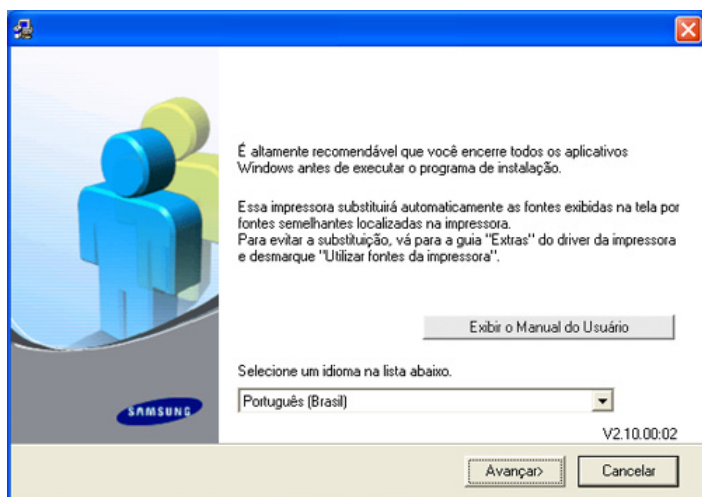 É altamente recomendável que você encerre todos os aplicativos
Windows antes de executar o programa de instalação.
Essa impressora substituirá automaticamente as fontes exibidas na tela por
fontes semelhantes localizadas na impressora.
Para evitar a substituição, vá para a guia "Extras" do driver da impressora
e desmarque "Utilizar fontes da impressora".
Exibir o Manual do Usuário
Selecione um idioma na lista abaixo.
Português (Brasil)
SAMSUNG
V2.10.00:02
Avançar>
Cancelar